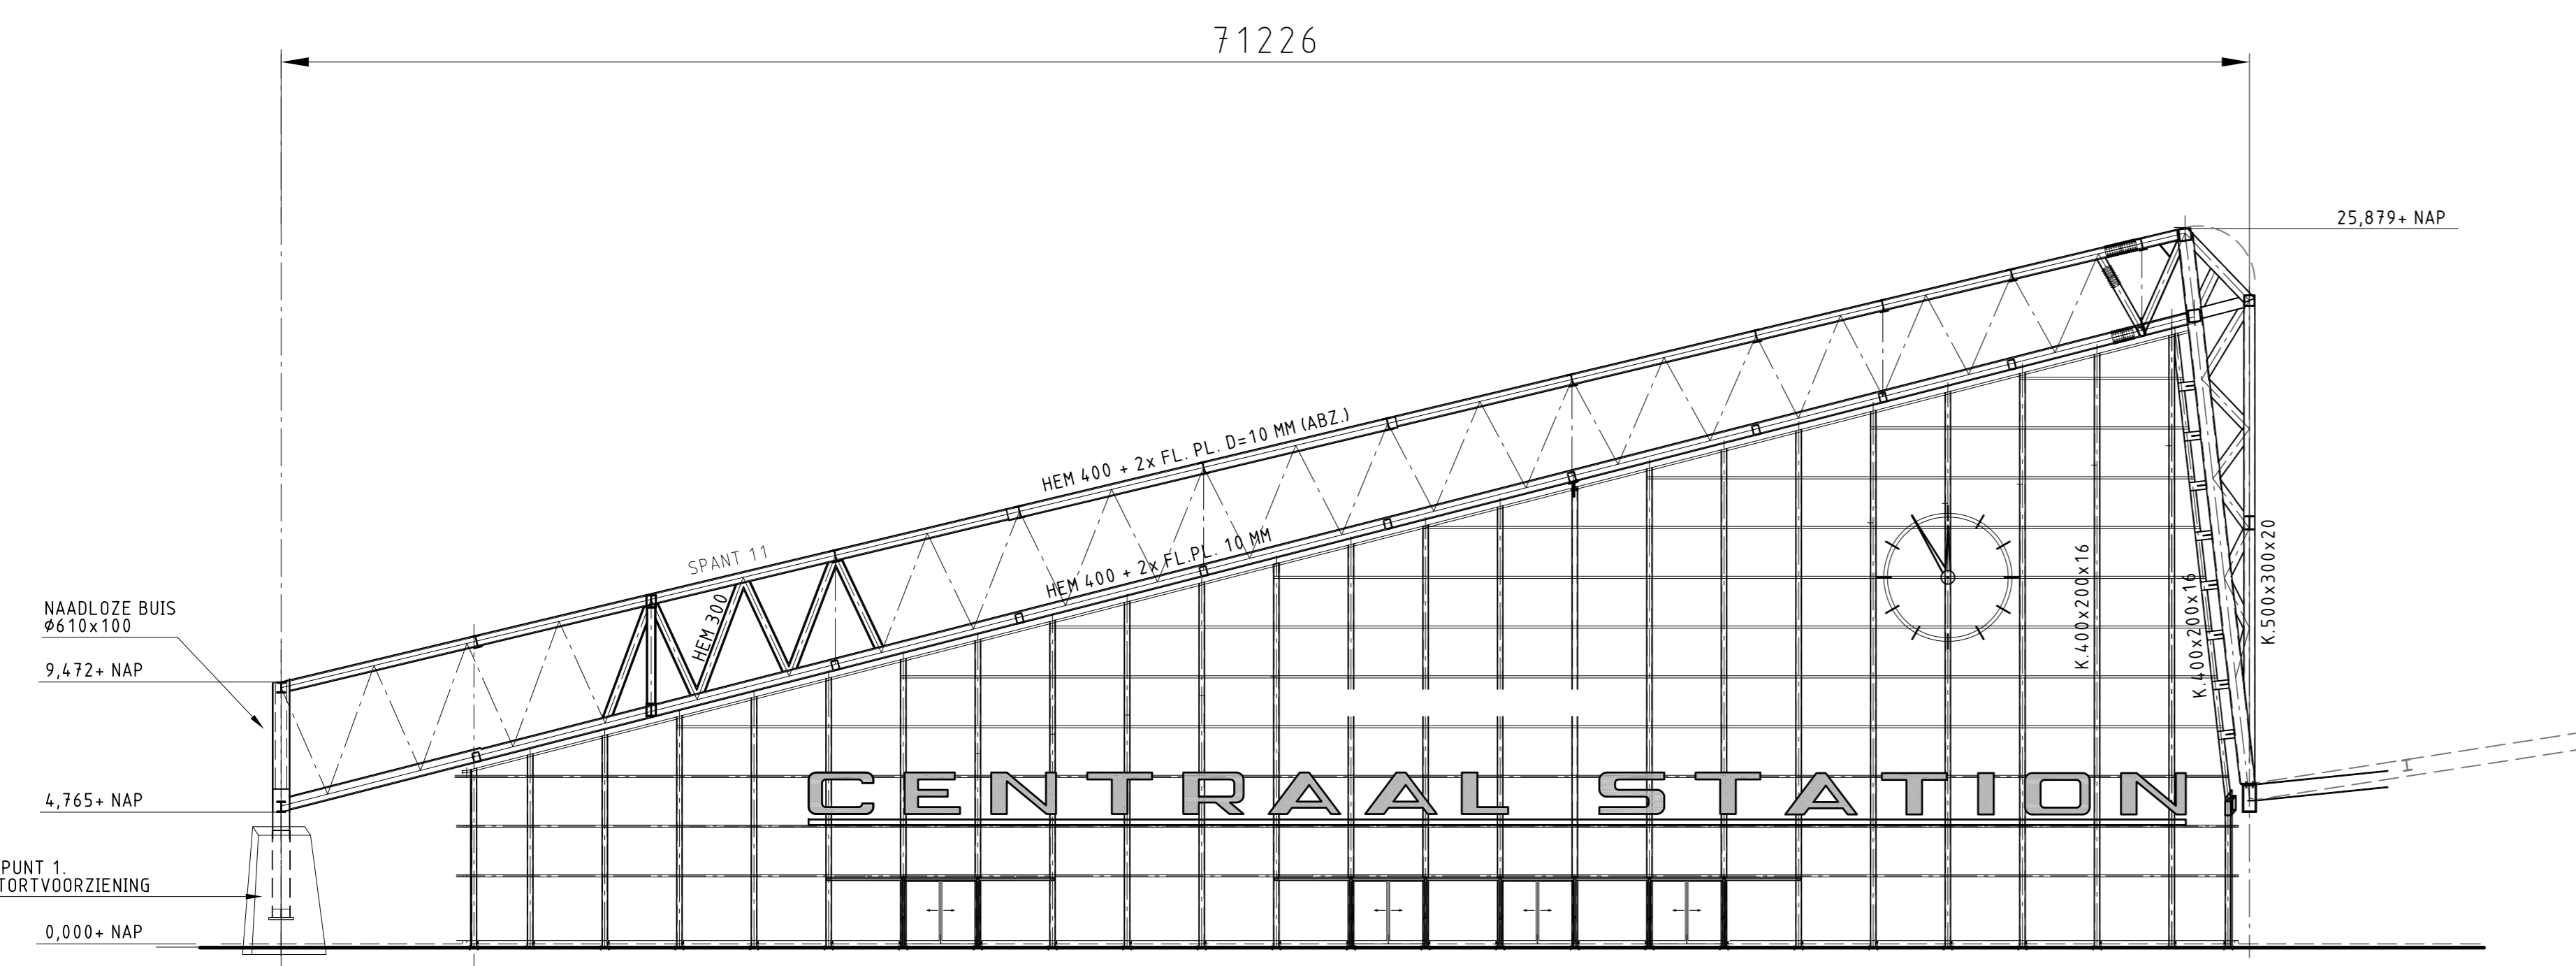 71226
25,879+ NAP
HEM 400 + 2x FL. PL. D=10 MM (ABZ.)
SPANT 11
HEM 400 + 2x FL.PL. 10 MM
HEM 300
NAADLOZE BUIS
Ø610x100
9,472+ NAP
4,765+ NAP
K.400x200x16
K.400x200x16
K.500x300x20
CENTRAAL STATION
PUNT 1.
TORTVOORZIENING
0,000+ NAP